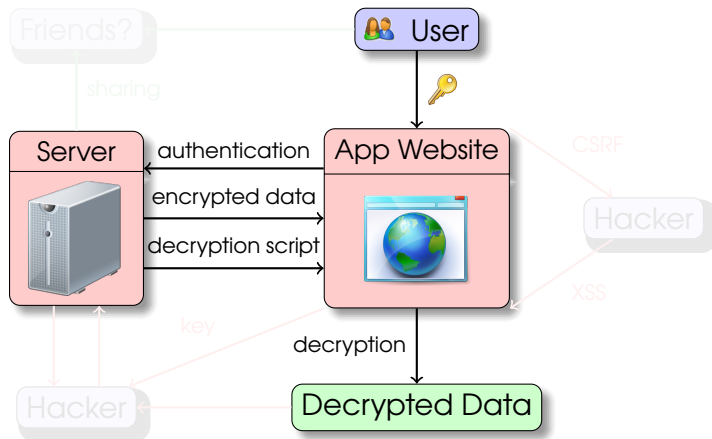 Friends?
User
sharing
Server
authentication
App Website
CSRF
encrypted data
Hacker
decryption script
XSS
key
decryption
Hacker
Decrypted Data